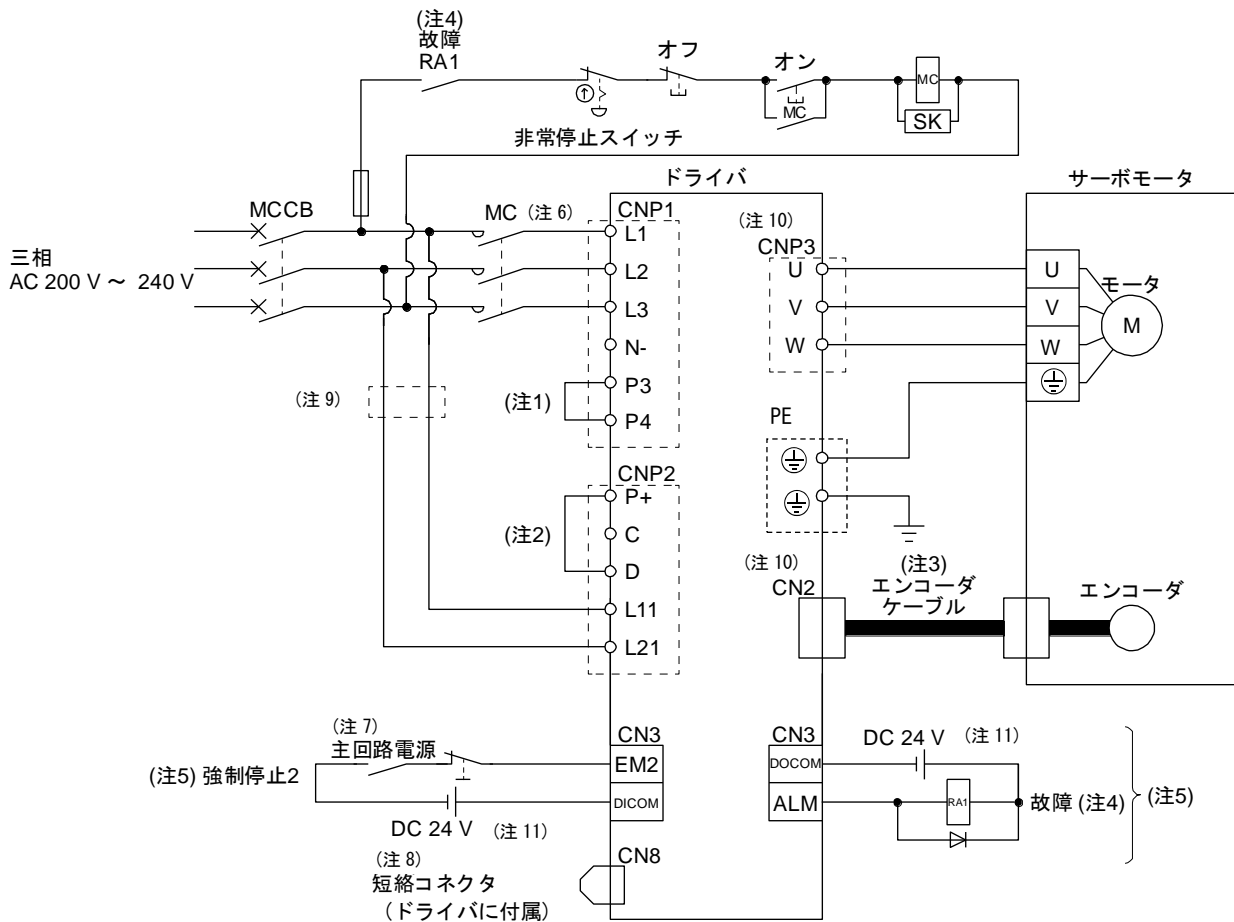 (注4)
故障
RA1
オフ
オン
MC
MC
SK
非常停止スイッチ
ドライバ
サーボモータ
MCCB
MC (注 6)
CNP1
(注 10)
CNP3
三相
AC 200 V ～ 240 V
L1
L2
L3
N-
P3
P4
(注1)
(注 9)
U
V
W
U
V
W
モータ
M
PE
CNP2
P+
C
D
L11
L21
(注2)
(注 10)
CN2
(注3)
エンコーダ
ケーブル
エンコーダ
(注 7)
主回路電源
(注5) 強制停止2
CN3
EM2
DICOM
DC 24 V (注 11)
CN3
DOCOM
ALM
DC 24 V (注 11)
RA1
故障 (注4)
(注5)
(注 8)
短絡コネクタ
(ドライバに付属)
CN8